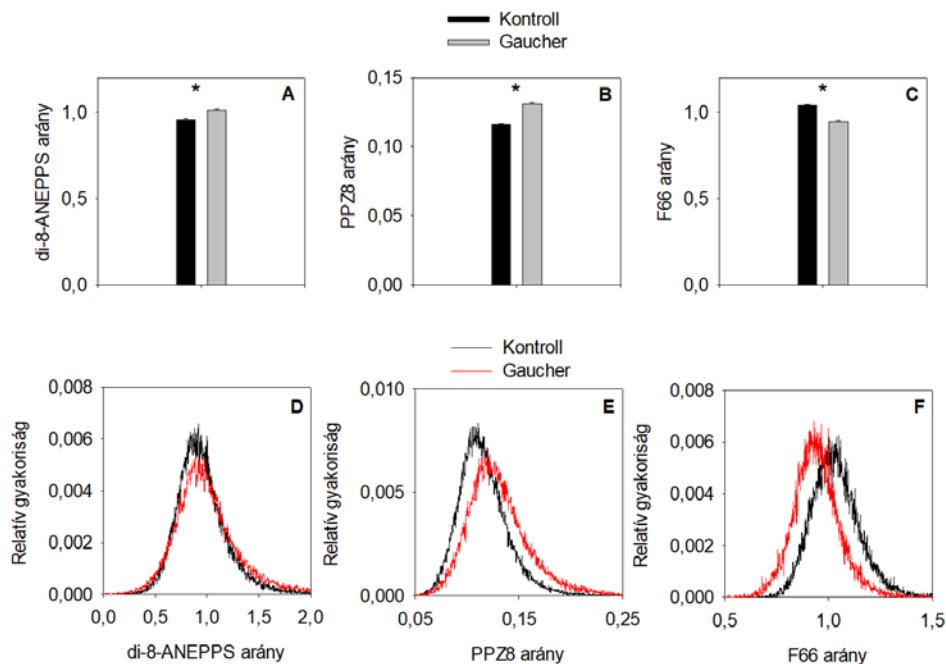 Kontroll
Gaucher
A
*
di-8-ANEPPS arány
1,0
0,5
0,0
B
*
PPZ8 arány
0,15
0,10
0,05
0,00
C
*
F66 arány
1,0
0,5
0,0
Kontroll
Gaucher
D
Relatív gyakoriság
0,008
0,006
0,004
0,002
0,000
0,0 0,5 1,0 1,5 2,0
di-8-ANEPPS arány
E
Relatív gyakoriság
0,010
0,005
0,000
0,05 0,15 0,25
PPZ8 arány
F
Relatív gyakoriság
0,008
0,006
0,004
0,002
0,000
0,5 1,0 1,5
F66 arány